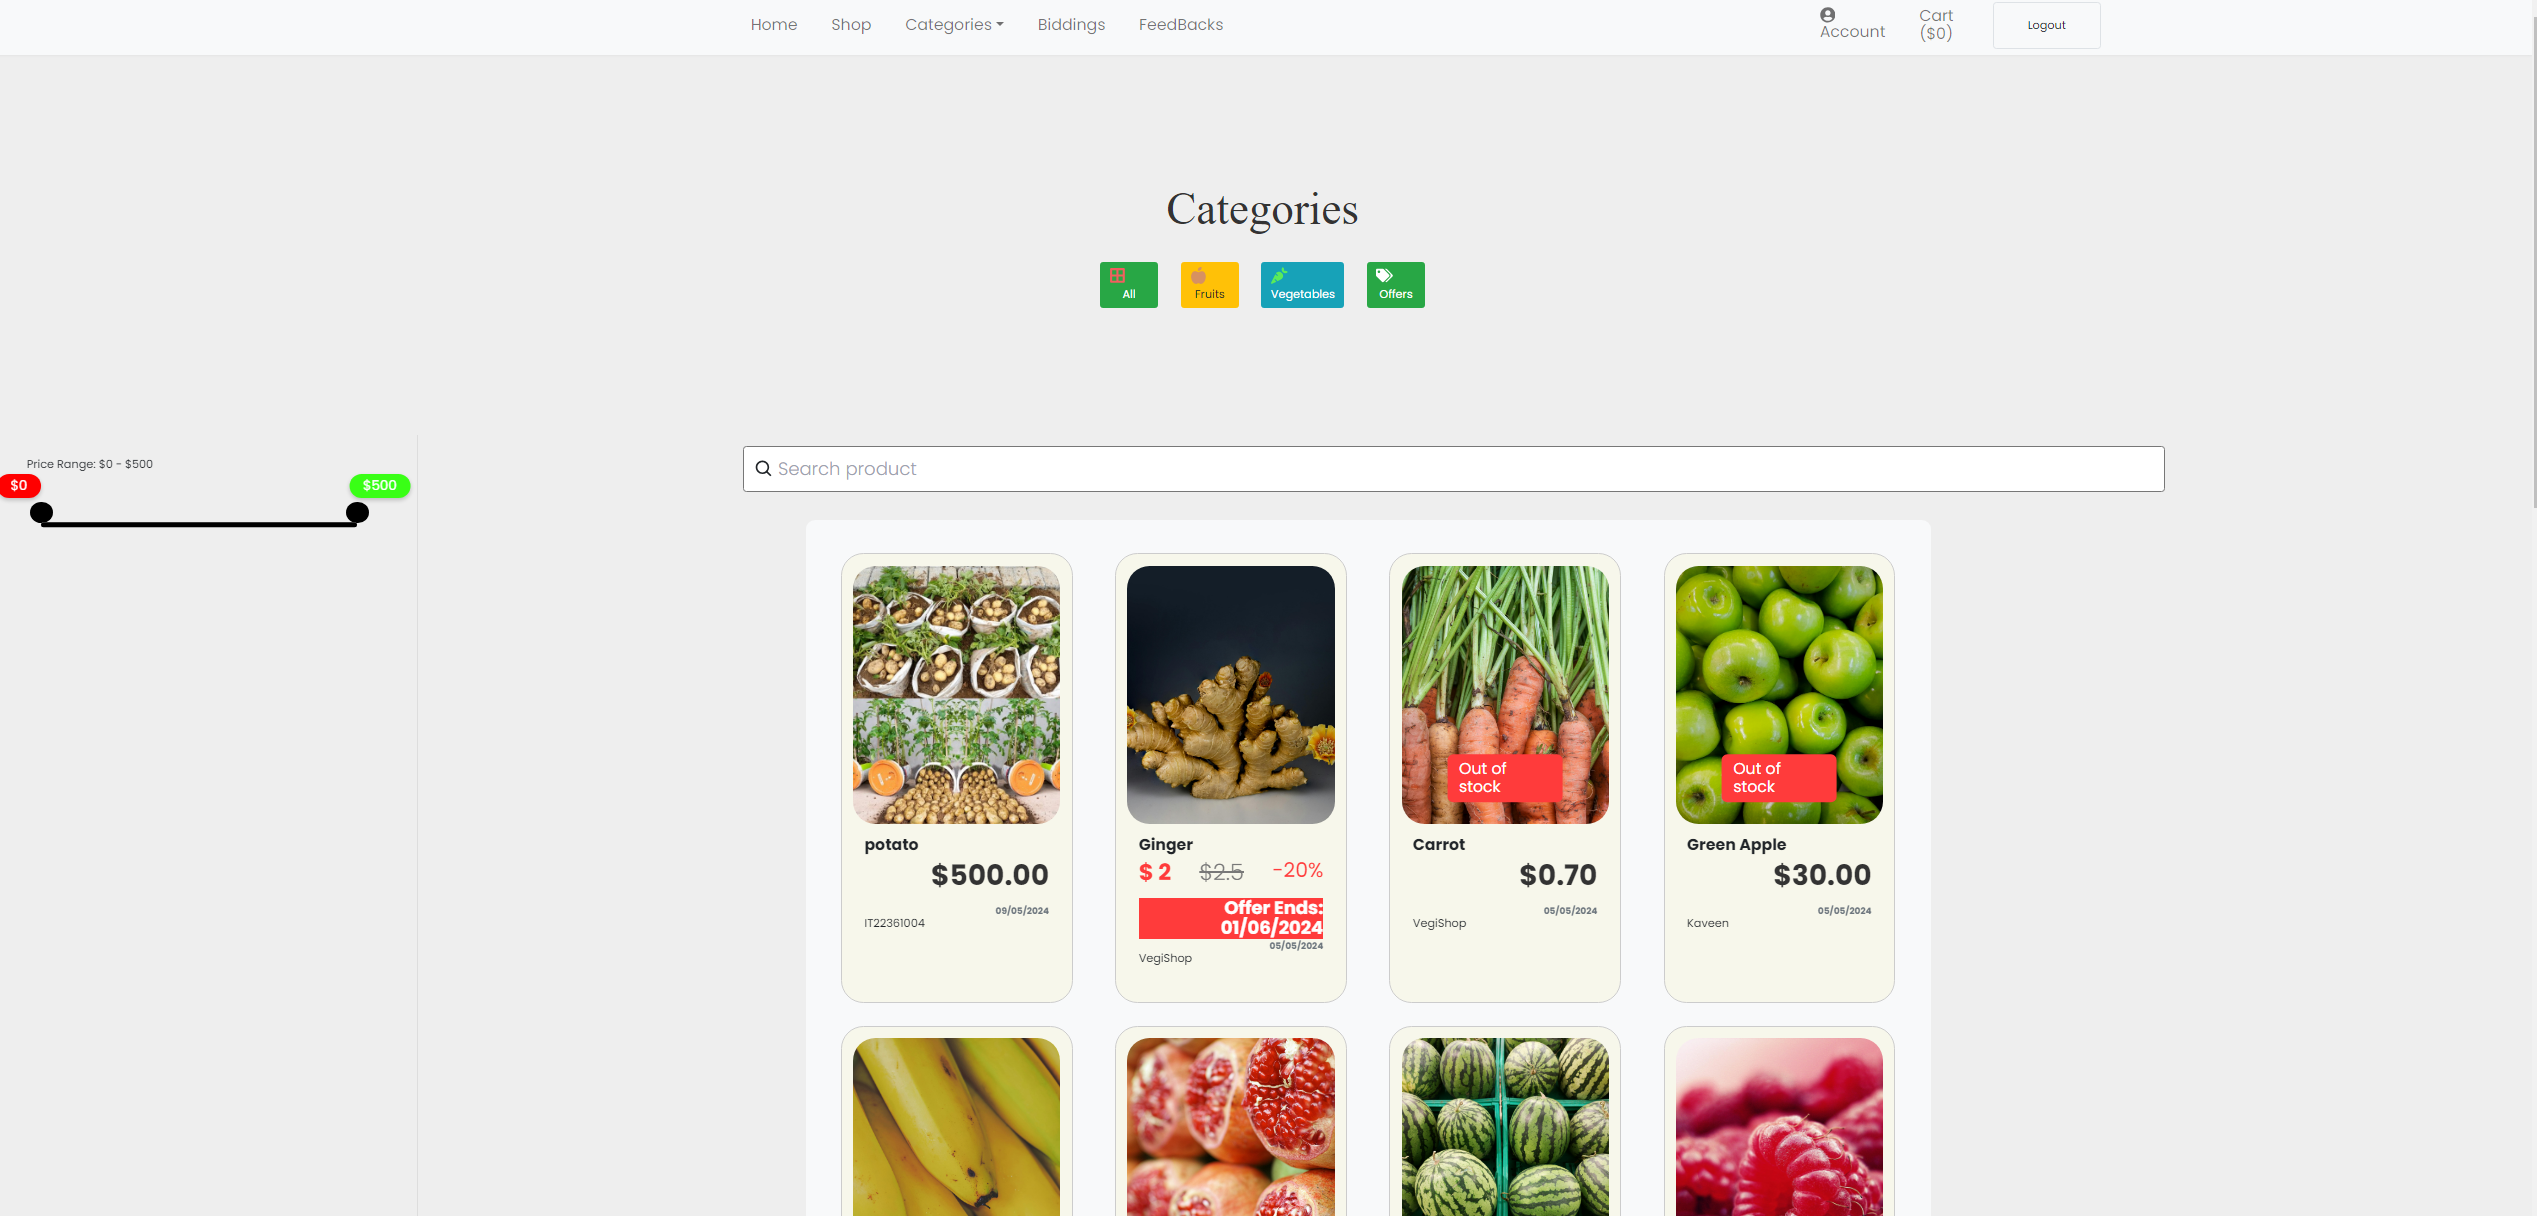 Home Shop Categories Biddings FeedBacks
Account
Cart
($0)
Logout
Categories
All
Fruits
Vegetables
Offers
Price Range: $0 - $500
$0
$500
Search product
potato
$500.00
09/05/2024
IT22361004
Ginger
$ 2 $2.5 -20%
Offer Ends:
01/06/2024
05/05/2024
VegiShop
Out of
stock
Carrot
$0.70
05/05/2024
VegiShop
Out of
stock
Green Apple
$30.00
05/05/2024
Kaveen